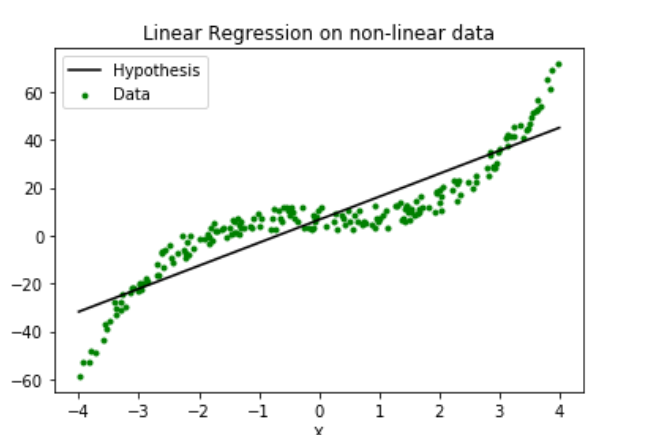 Linear Regression on non-linear data
Hypothesis
Data
60
40
20
0
−20
−40
−60
−4 −3 −2 −1 0 1 2 3 4
x